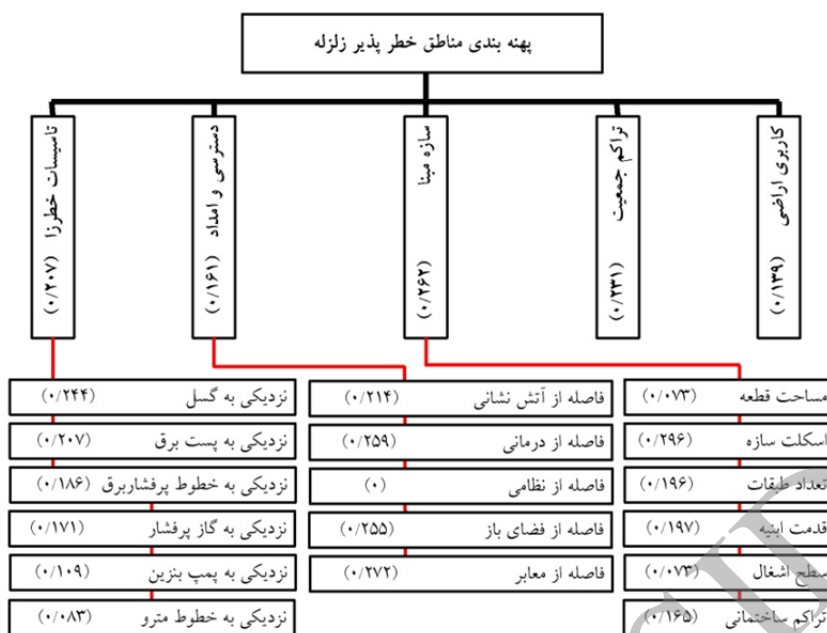 پهنه بندی مناطق خطر پذیر زلزله
کاربری اراضی (۰/۱۳۹)
تراکم جمعیت (۰/۲۳۱)
سازه مبنا (۰/۲۶۲)
دسترسی و امداد (۰/۱۶۱)
تاسیسات خطرزا (۰/۲۰۷)
مساحت قطعه (۰/۰۷۳)
اسکلت سازه (۰/۲۹۶)
تعداد طبقات (۰/۱۹۶)
قدمت ابنیه (۰/۱۹۷)
سطح اشغال (۰/۰۷۳)
تراکم ساختمانی (۰/۱۶۵)
فاصله از آتش نشانی (۰/۲۱۴)
فاصله از درمانی (۰/۲۵۹)
فاصله از نظامی (۰)
فاصله از فضای باز (۰/۲۵۵)
فاصله از معابر (۰/۲۷۲)
نزدیکی به گسل (۰/۲۴۴)
نزدیکی به پست برق (۰/۲۰۷)
نزدیکی به خطوط پرفشاربرق (۰/۱۸۶)
نزدیکی به گاز پرفشار (۰/۱۷۱)
نزدیکی به پمپ بنزین (۰/۱۰۹)
نزدیکی به خطوط مترو (۰/۰۸۳)